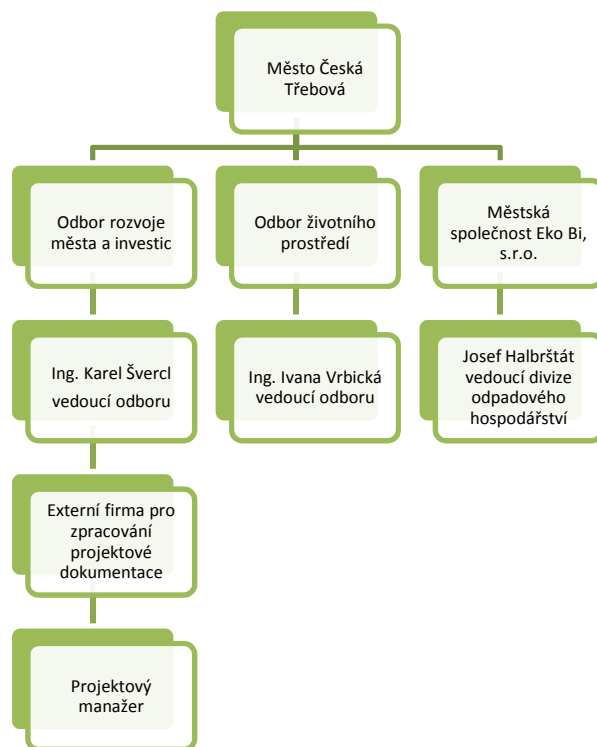 Město Česká
Třebová
Odbor rozvoje
města a investic
Odbor životního
prostředí
Městská
společnost Eko Bi,
s.r.o.
Ing. Karel Švercl
vedoucí odboru
Ing. Ivana Vrbická
vedoucí odboru
Josef Halbrštát
vedoucí divize
odpadového
hospodářství
Externí firma pro
zpracování
projektové
dokumentace
Projektový
manažer